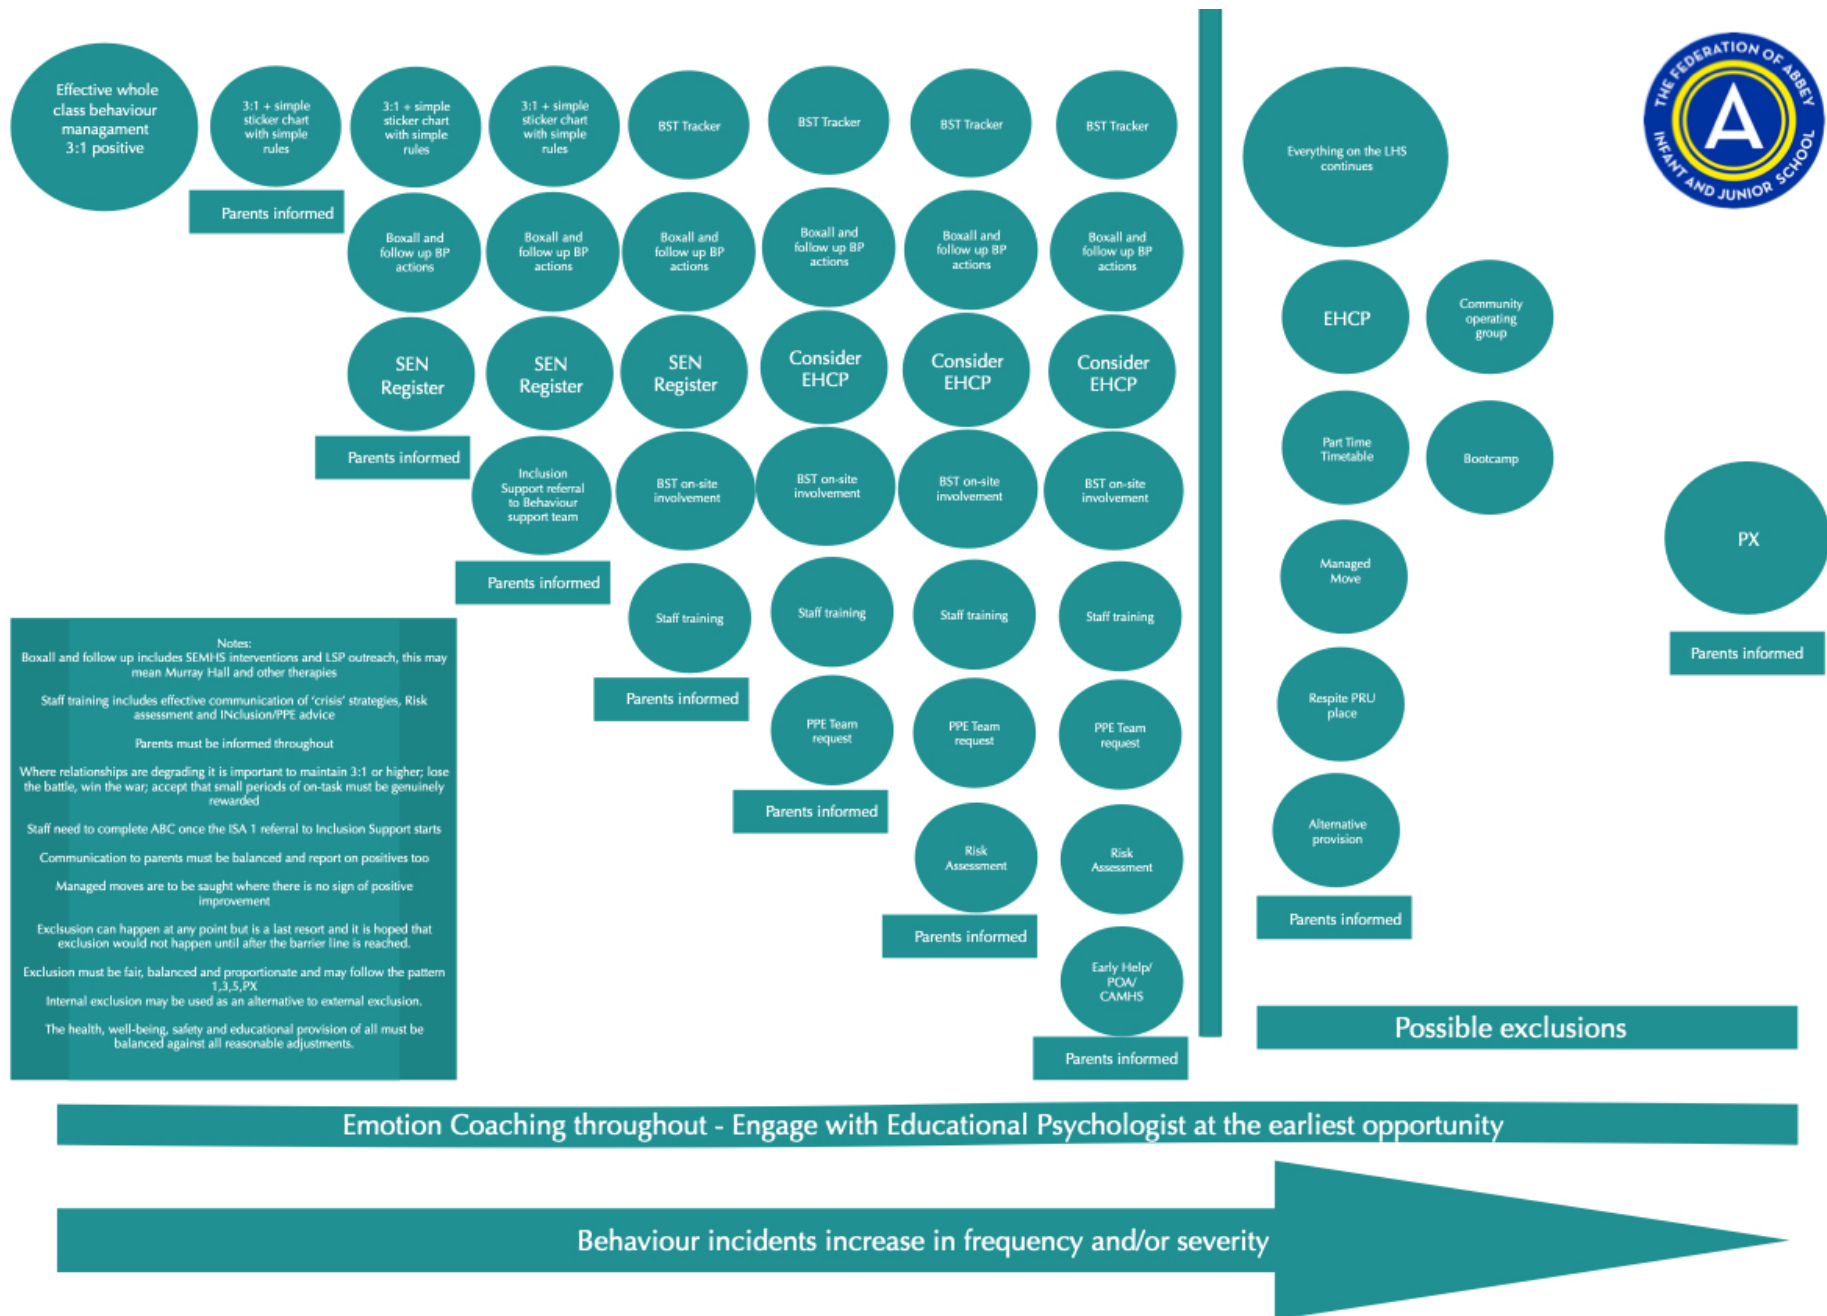 Effective whole
class behaviour
managament
3:1 positive
3:1 + simple
sticker chart
with simple
rules
Parents informed
3:1 + simple
sticker chart
with simple
rules
Boxall and
follow up BP
actions
SEN
Register
Parents informed
3:1 + simple
sticker chart
with simple
rules
Boxall and
follow up BP
actions
SEN
Register
Inclusion
Support referral
to Behaviour
support team
Parents informed
BST Tracker
Boxall and
follow up BP
actions
SEN
Register
BST on-site
involvement
Staff training
Parents informed
BST Tracker
Boxall and
follow up BP
actions
Consider
EHCP
BST on-site
involvement
Staff training
PPE Team
request
Parents informed
BST Tracker
Boxall and
follow up BP
actions
Consider
EHCP
BST on-site
involvement
Staff training
PPE Team
request
Risk
Assessment
Parents informed
BST Tracker
Boxall and
follow up BP
actions
Consider
EHCP
BST on-site
involvement
Staff training
PPE Team
request
Risk
Assessment
Early Help/
POA/
CAMHS
Parents informed
Everything on the LHS
continues
EHCP
Part Time
Timetable
Managed
Move
Respite PRU
place
Alternative
provision
Parents informed
Community
operating
group
Bootcamp
THE FEDERATION OF ABBEY
A
INFANT AND JUNIOR SCHOOL
PX
Parents informed
Notes:
Boxall and follow up includes SEMHS interventions and LSP outreach, this may
mean Murray Hall and other therapies
Staff training includes effective communication of 'crisis' strategies, Risk
assessment and INclusion/PPE advice
Parents must be informed throughout
Where relationships are degrading it is important to maintain 3:1 or higher; lose
the battle, win the war; accept that small periods of on-task must be genuinely
rewarded
Staff need to complete ABC once the ISA 1 referral to Inclusion Support starts
Communication to parents must be balanced and report on positives too
Managed moves are to be saught where there is no sign of positive
improvement
Exclsusion can happen at any point but is a last resort and it is hoped that
exclusion would not happen until after the barrier line is reached.
Exclusion must be fair, balanced and proportionate and may follow the pattern
1,3,5,PX
Internal exclusion may be used as an alternative to external exclusion.
The health, well-being, safety and educational provision of all must be
balanced against all reasonable adjustments.
Possible exclusions
Emotion Coaching throughout - Engage with Educational Psychologist at the earliest opportunity
Behaviour incidents increase in frequency and/or severity